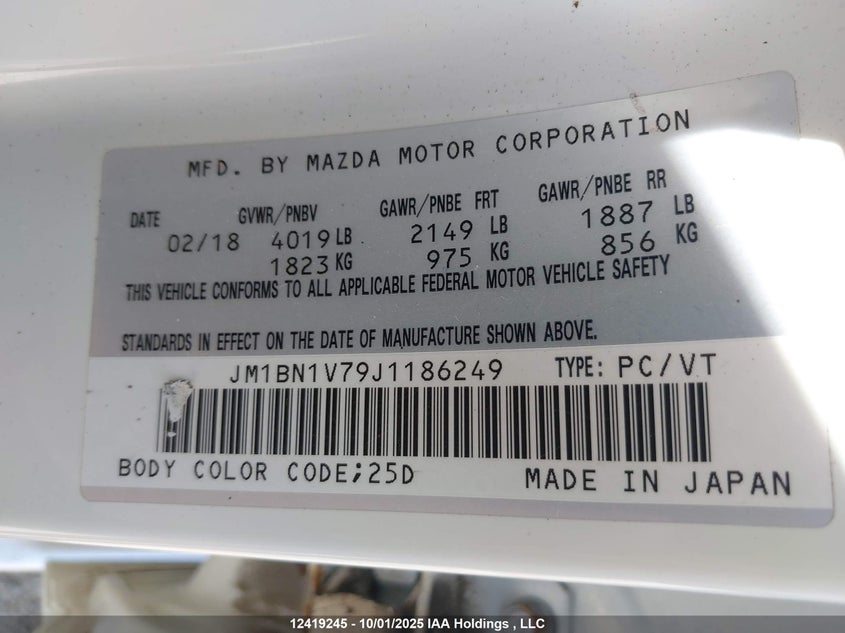 MFD. BY MAZDA MOTOR CORPORATION
DATE GVWR/PNBV GAWR/PNBE FRT GAWR/PNBE RR
02/18 4019 LB 2149 LB 1887 LB
1823 KG 975 KG 856 KG
THIS VEHICLE CONFORMS TO ALL APPLICABLE FEDERAL MOTOR VEHICLE SAFETY
STANDARDS IN EFFECT ON THE DATE OF MANUFACTURE SHOWN ABOVE.
JM1BN1V79J1186249 TYPE: PC/VT
BODY COLOR CODE;25D MADE IN JAPAN
12419245 - 10/01/2025 IAA Holdings , LLC